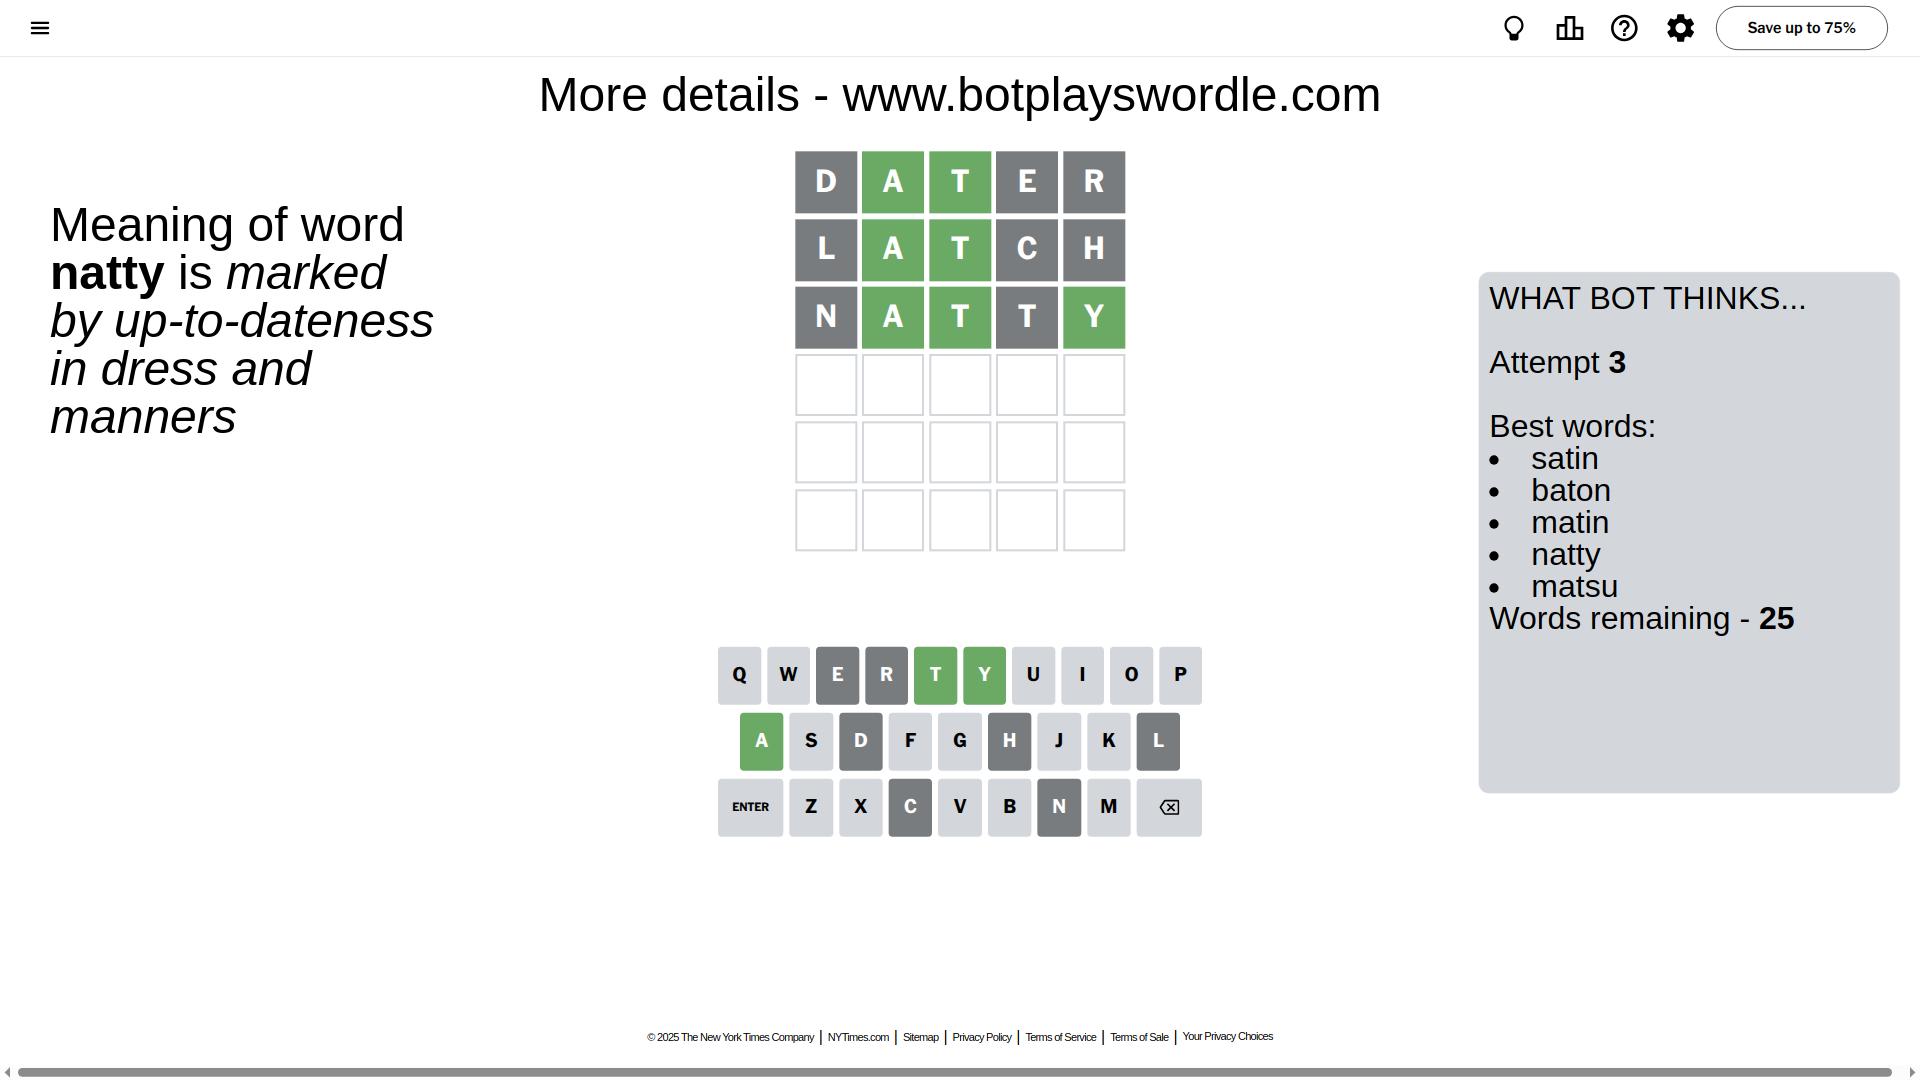 Save up to 75%
More details - www.botplayswordle.com
Meaning of word
natty is marked
by up-to-dateness
in dress and
manners
D A T E R
L A T C H
N A T T Y
WHAT BOT THINKS...
Attempt 3
Best words:
• satin
• baton
• matin
• natty
• matsu
Words remaining - 25
Q W E R T Y U I O P
A S D F G H J K L
ENTER Z X C V B N M
© 2025 The New York Times Company | NYTimes.com | Sitemap | Privacy Policy | Terms of Service | Terms of Sale | Your Privacy Choices